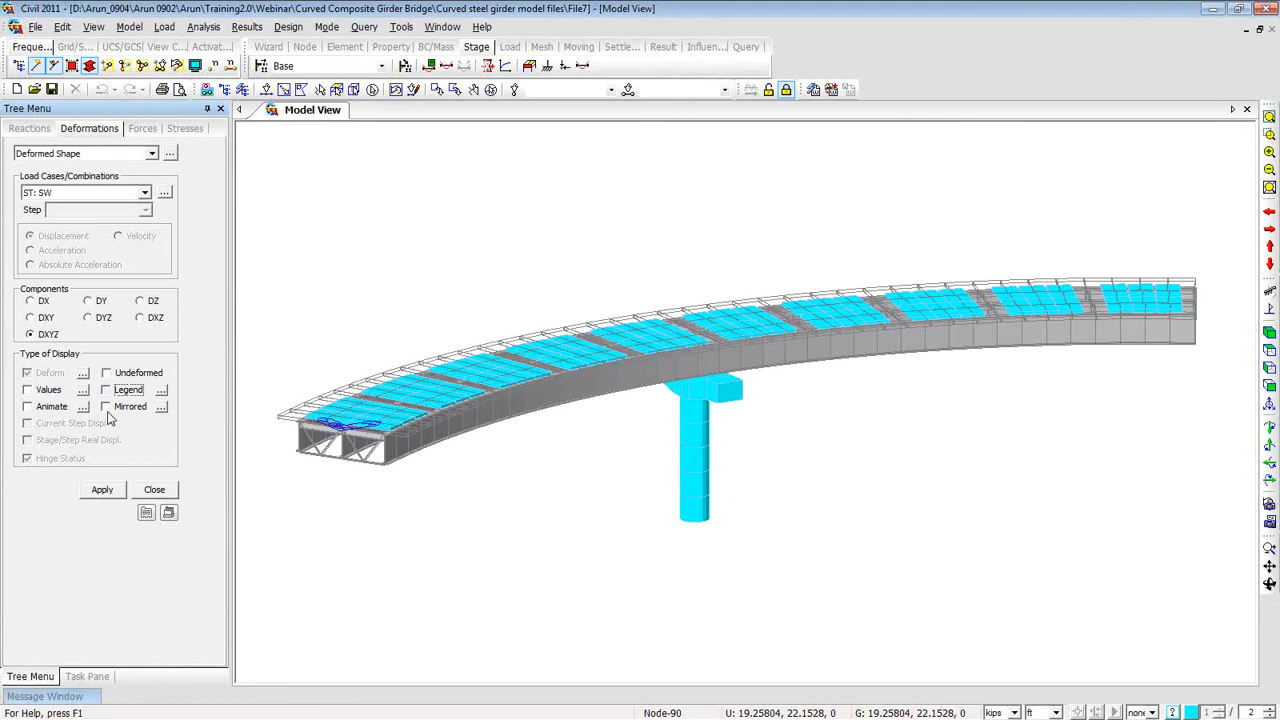 Civil 2011 - [D:\Arun_0904\Arun 0902\Arun\Training2.0\Webinar\Curved Composite Girder Bridge\Curved steel girder model files\File7] - [Model View]
File Edit View Model Load Analysis Results Design Mode Query Tools Window Help
Freque... Grid/S... UCS/GCS View C... Activat... Wizard Node Element Property BC/Mass Stage Load Mesh Moving Settle... Result Influen... Query
Base
Tree Menu
Model View
Reactions Deformations Forces Stresses
Deformed Shape ...
Load Cases/Combinations
ST: SW ...
Step
Displacement Velocity
Acceleration
Absolute Acceleration
Components
DX DY DZ
DXY DYZ DXZ
DXYZ
Type of Display
Deform ... Undeformed
Values ... Legend ...
Animate ... Mirrored ...
Current Step Displ.
Stage/Step Real Displ.
Hinge Status
Apply Close
Tree Menu Task Pane
Message Window
For Help, press F1 Node-90 U: 19.25804, 22.1528, 0 G: 19.25804, 22.1528, 0 kips ft none ? 1 / 2